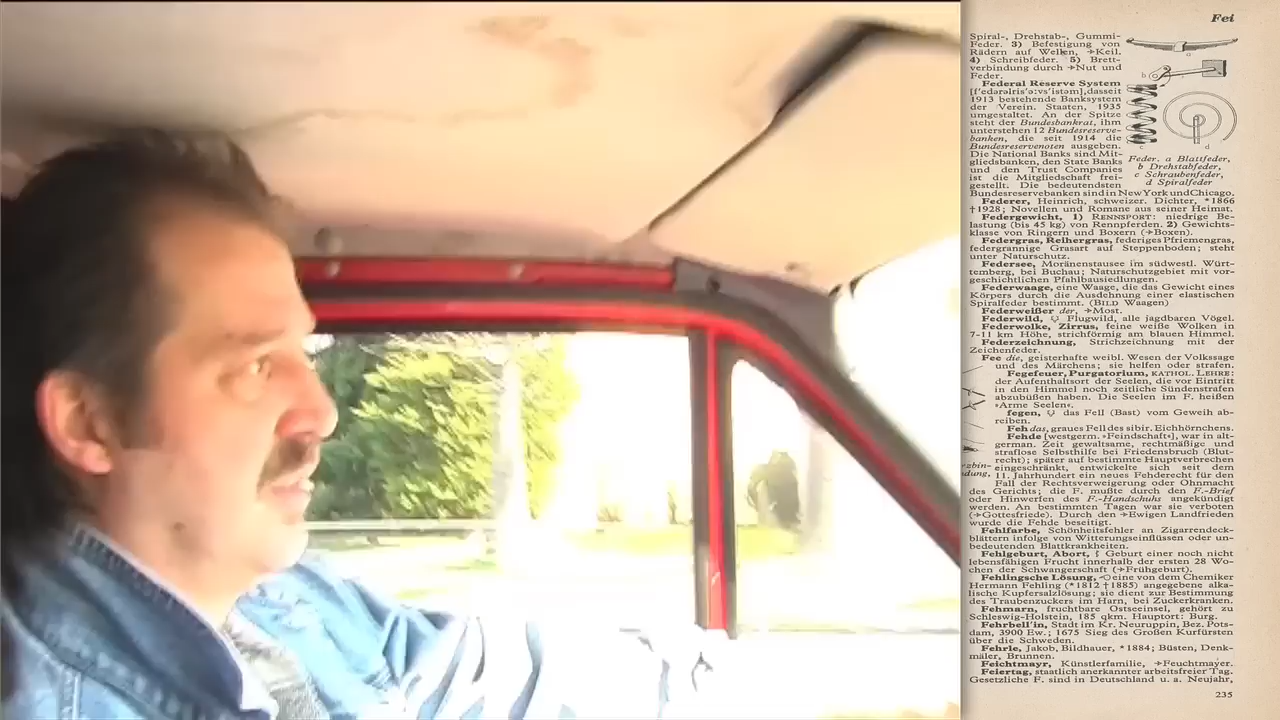 Fei
Spiral-, Drehstab-, Gummi-
Feder. 3) Befestigung von
Rädern auf Wellen, →Keil.
4) Schreibfeder. 5) Brett-
verbindung durch →Nut und
Feder.
Federal Reserve System
[f'edərəlris'ə:vs'istəm], das seit
1913 bestehende Banksystem
der Verein. Staaten, 1935
umgestaltet. An der Spitze
steht der Bundesbankrat, ihm
unterstehen 12 Bundesreserve-
banken, die seit 1914 die
Bundesreservenoten ausgeben.
Die National Banks sind Mit-
gliedsbanken, den State Banks
und den Trust Companies
ist die Mitgliedschaft frei-
gestellt. Die bedeutendsten
Bundesreservebanken sind in New York und Chicago.
a
b
c
d
Feder. a Blattfeder,
b Drehstabfeder,
c Schraubenfeder,
d Spiralfeder
Federer, Heinrich, schweizer. Dichter, *1866
†1928; Novellen und Romane aus seiner Heimat.
Federgewicht, 1) RENNSPORT: niedrige Be-
lastung (bis 45 kg) von Rennpferden. 2) Gewichts-
klasse von Ringern und Boxern (→Boxen).
Federgras, Reihergras, federiges Pfriemengras,
federgrannige Grasart auf Steppenboden; steht
unter Naturschutz.
Federsee, Moränenstausee im südwestl. Würt-
temberg, bei Buchau; Naturschutzgebiet mit vor-
geschichtlichen Pfahlbausiedlungen.
Federwaage, eine Waage, die das Gewicht eines
Körpers durch die Ausdehnung einer elastischen
Spiralfeder bestimmt. (BILD Waagen)
Federweißer der, →Most.
Federwild, Flugwild, alle jagdbaren Vögel.
Federwolke, Zirrus, feine weiße Wolken in
7-11 km Höhe, strichförmig am blauen Himmel.
Federzeichnung, Strichzeichnung mit der
Zeichenfeder.
Fee die, geisterhafte weibl. Wesen der Volkssage
und des Märchens; sie helfen oder strafen.
Fegefeuer, Purgatorium, KATHOL. LEHRE:
der Aufenthaltsort der Seelen, die vor Eintritt
in den Himmel noch zeitliche Sündenstrafen
abzubüßen haben. Die Seelen im F. heißen
»Arme Seelen«.
fegen, das Fell (Bast) vom Geweih ab-
reiben.
Feh das, graues Fell des sibir. Eichhörnchens.
Fehde [westgerm. »Feindschaft«], war in alt-
german. Zeit gewaltsame, rechtmäßige und
straflose Selbsthilfe bei Friedensbruch (Blut-
recht); später auf bestimmte Hauptverbrechen
eingeschränkt, entwickelte sich seit dem
11. Jahrhundert ein neues Fehderecht für den
Fall der Rechtsverweigerung oder Ohnmacht
des Gerichts; die F. mußte durch den F.-Brief
oder Hinwerfen des F.-Handschuhs angekündigt
werden. An bestimmten Tagen war sie verboten
(→Gottesfriede). Durch den →Ewigen Landfrieden
wurde die Fehde beseitigt.
Fehlfarbe, Schönheitsfehler an Zigarrendeck-
blättern infolge von Witterungseinflüssen oder un-
bedeutenden Blattkrankheiten.
Fehlgeburt, Abort, Geburt einer noch nicht
lebensfähigen Frucht innerhalb der ersten 28 Wo-
chen der Schwangerschaft (→Frühgeburt).
Fehlingsche Lösung, eine von dem Chemiker
Hermann Fehling (*1812 †1885) angegebene alka-
lische Kupfersalzlösung; sie dient zur Bestimmung
des Traubenzuckers im Harn, bei Zuckerkranken.
Fehmarn, fruchtbare Ostseeinsel, gehört zu
Schleswig-Holstein, 185 qkm. Hauptort: Burg.
Fehrbell'in, Stadt im Kr. Neuruppin, Bez. Pots-
dam, 3900 Ew.; 1675 Sieg des Großen Kurfürsten
über die Schweden.
Fehrle, Jakob, Bildhauer, *1884; Büsten, Denk-
mäler, Brunnen.
Feichtmayr, Künstlerfamilie, →Feuchtmayer.
Feiertag, staatlich anerkannter arbeitsfreier Tag.
Gesetzliche F. sind in Deutschland u. a. Neujahr,
235